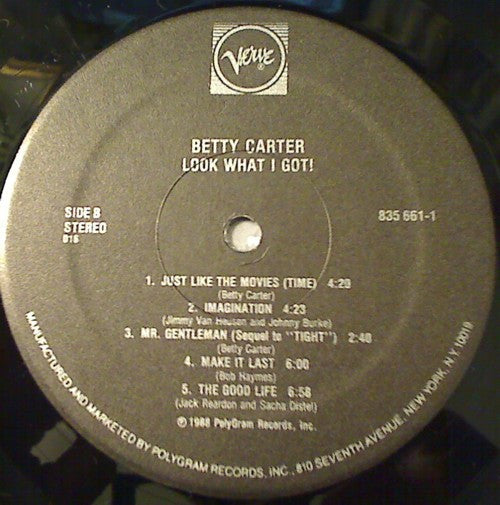 Verve
BETTY CARTER
LOOK WHAT I GOT!
SIDE B
STEREO
835 661-1
1. JUST LIKE THE MOVIES (TIME) 4:29
(Betty Carter)
2. IMAGINATION 4:23
(Jimmy Van Heusan and Johnny Burke)
3. MR. GENTLEMAN (Sequel to "TIGHT") 2:40
(Betty Carter)
4. MAKE IT LAST 6:00
(Bob Haymes)
5. THE GOOD LIFE 6:58
(Jack Reardon and Sacha Distel)
℗ 1988 PolyGram Records, Inc.
MANUFACTURED AND MARKETED BY POLYGRAM RECORDS, INC., 810 SEVENTH AVENUE, NEW YORK, N.Y. 10019